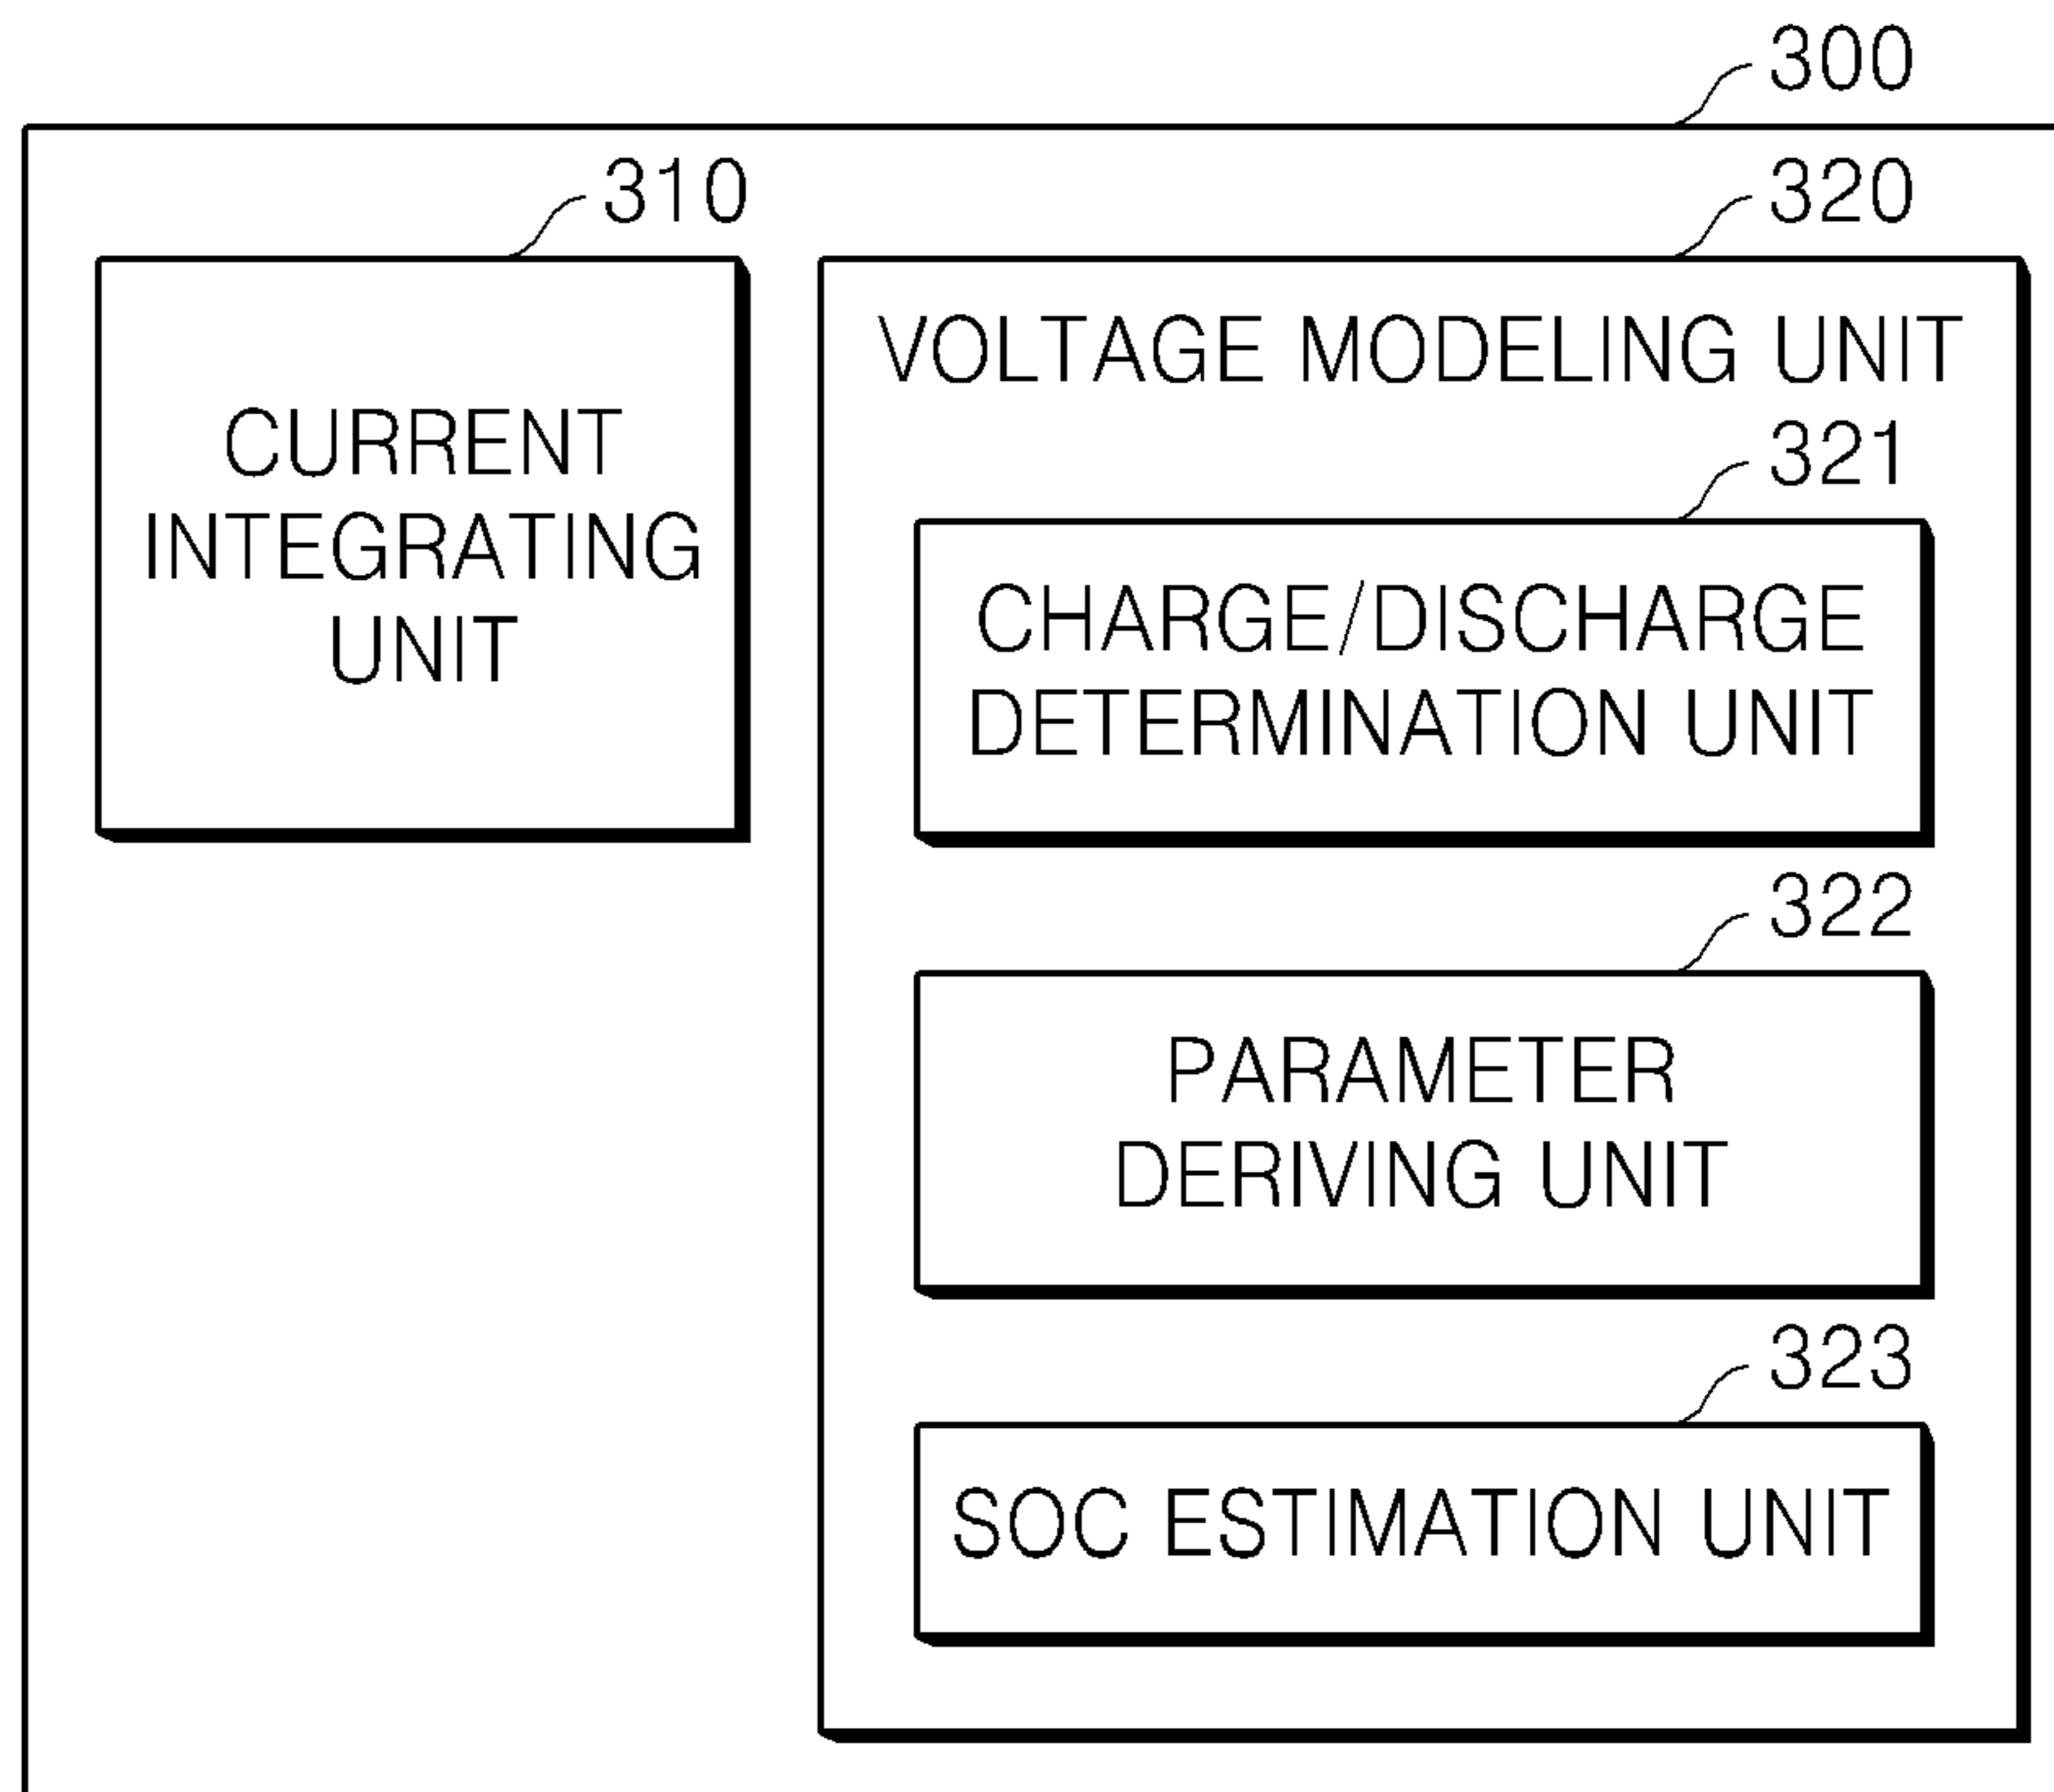 300
310
320
CURRENT
INTEGRATING
UNIT
VOLTAGE MODELING UNIT
321
CHARGE/DISCHARGE
DETERMINATION UNIT
322
PARAMETER
DERIVING UNIT
323
SOC ESTIMATION UNIT